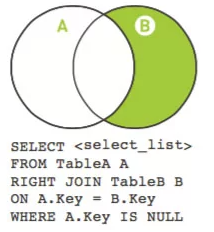 A B
SELECT <select_list>
FROM TableA A
RIGHT JOIN TableB B
ON A.Key = B.Key
WHERE A.Key IS NULL